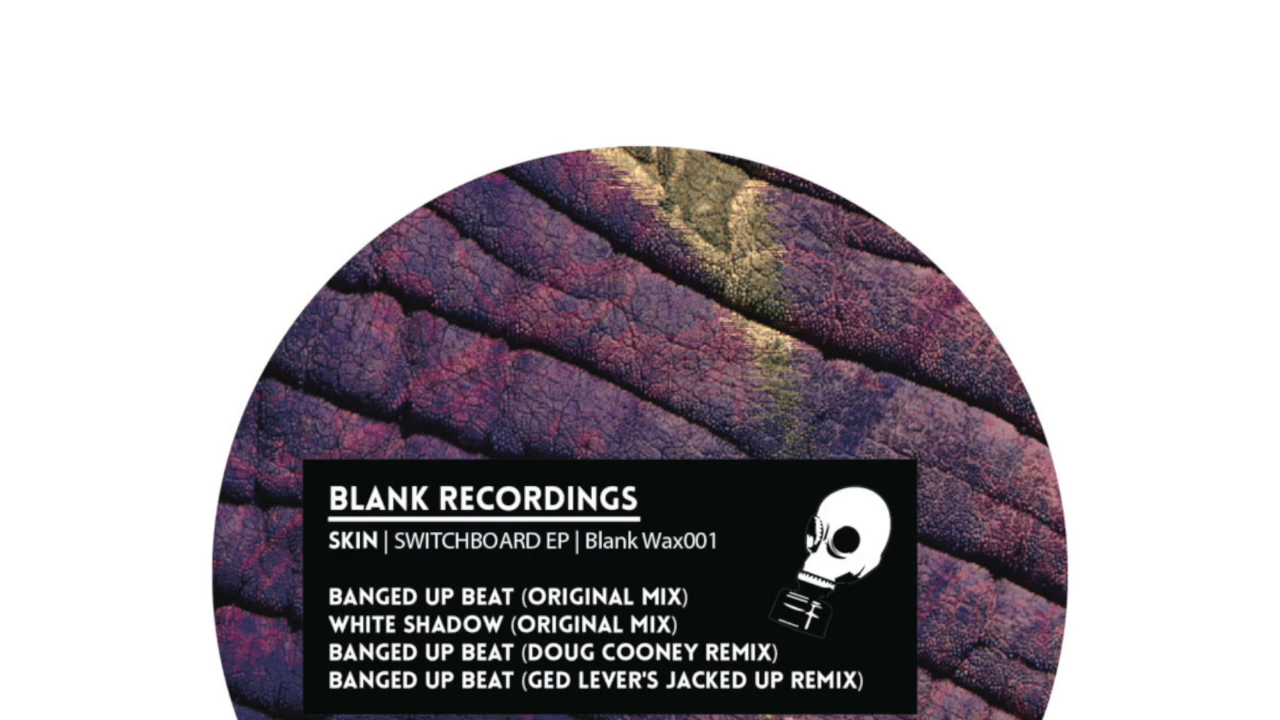 BLANK RECORDINGS
SKIN | SWITCHBOARD EP | Blank Wax001
BANGED UP BEAT (ORIGINAL MIX)
WHITE SHADOW (ORIGINAL MIX)
BANGED UP BEAT (DOUG COONEY REMIX)
BANGED UP BEAT (GED LEVER'S JACKED UP REMIX)